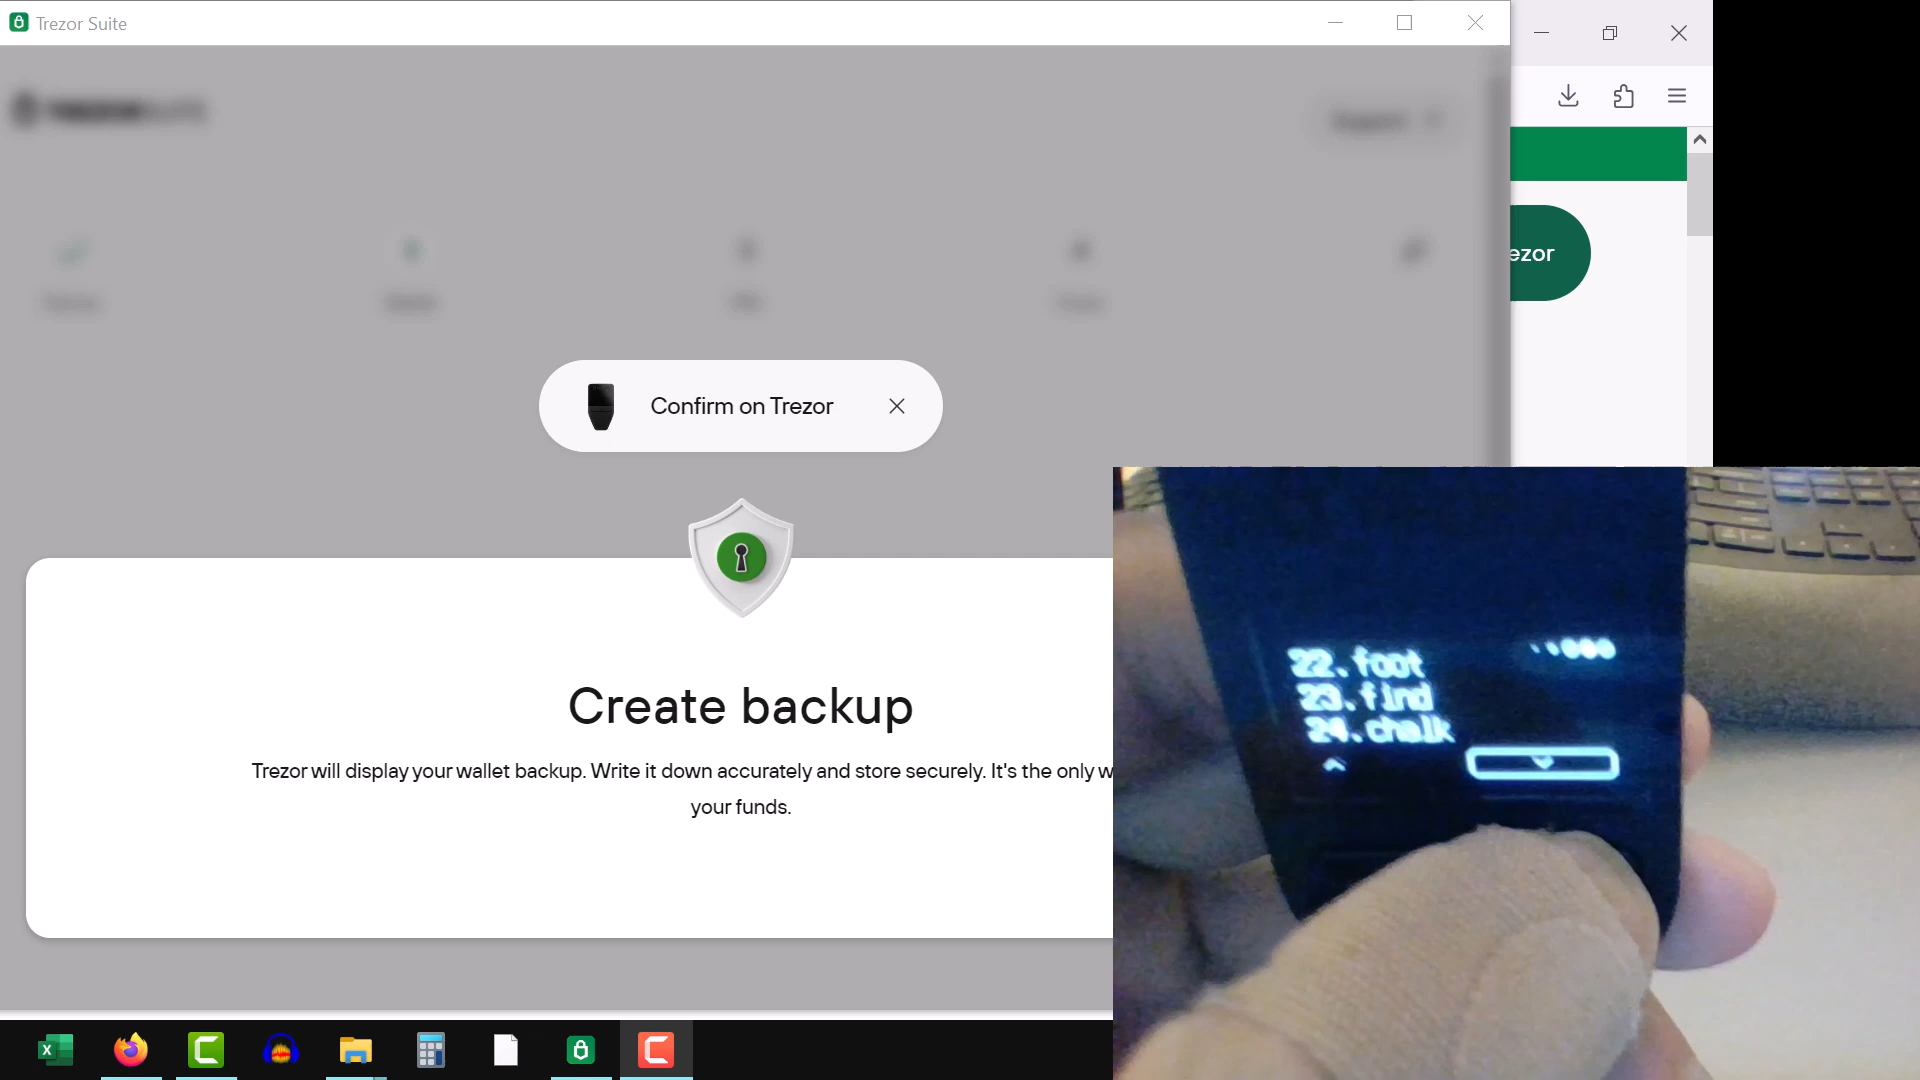 Trezor Suite
ezor
Confirm on Trezor
Create backup
Trezor will display your wallet backup. Write it down accurately and store securely. It's the only w
your funds.
22.foot
23.find
24.chalk